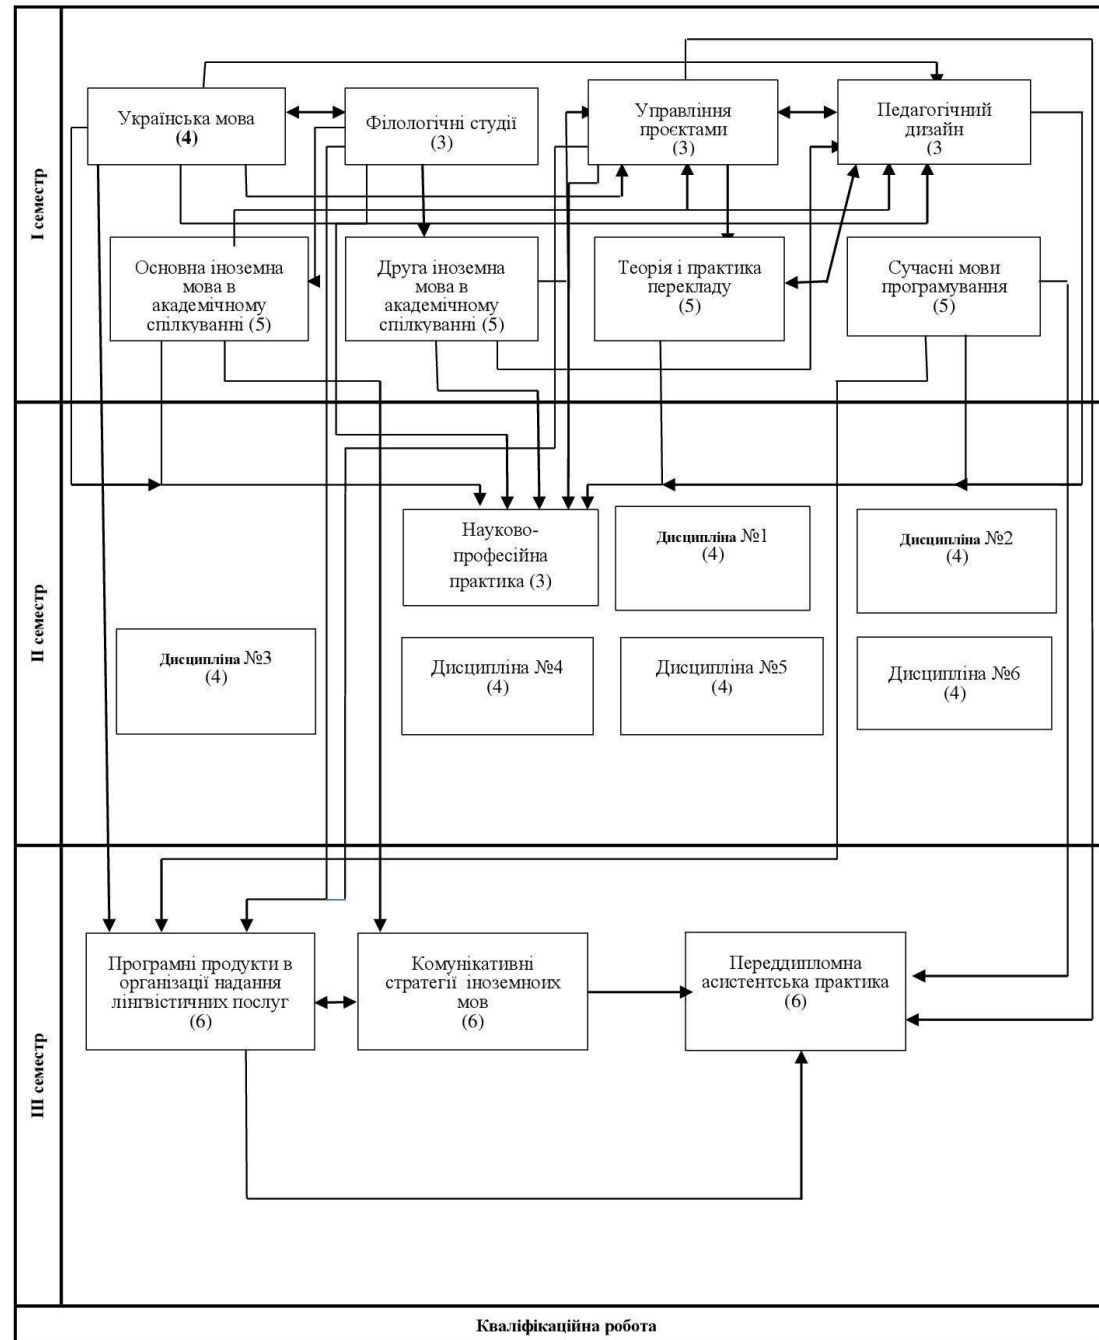 І семестр
Українська мова
(4)
Філологічні студії
(3)
Управління
проєктами
(3)
Педагогічний
дизайн
(3
Основна іноземна
мова в
академічному
спілкуванні (5)
Друга іноземна
мова в
академічному
спілкуванні (5)
Теорія і практика
перекладу
(5)
Сучасні мови
програмування
(5)
ІІ семестр
Науково-
професійна
практика (3)
Дисципліна №1
(4)
Дисципліна №2
(4)
Дисципліна №3
(4)
Дисципліна №4
(4)
Дисципліна №5
(4)
Дисципліна №6
(4)
ІІІ семестр
Програмні продукти в
організації надання
лінгвістичних послуг
(6)
Комунікативні
стратегії іноземноих
мов
(6)
Переддипломна
асистентська практика
(6)
Кваліфікаційна робота